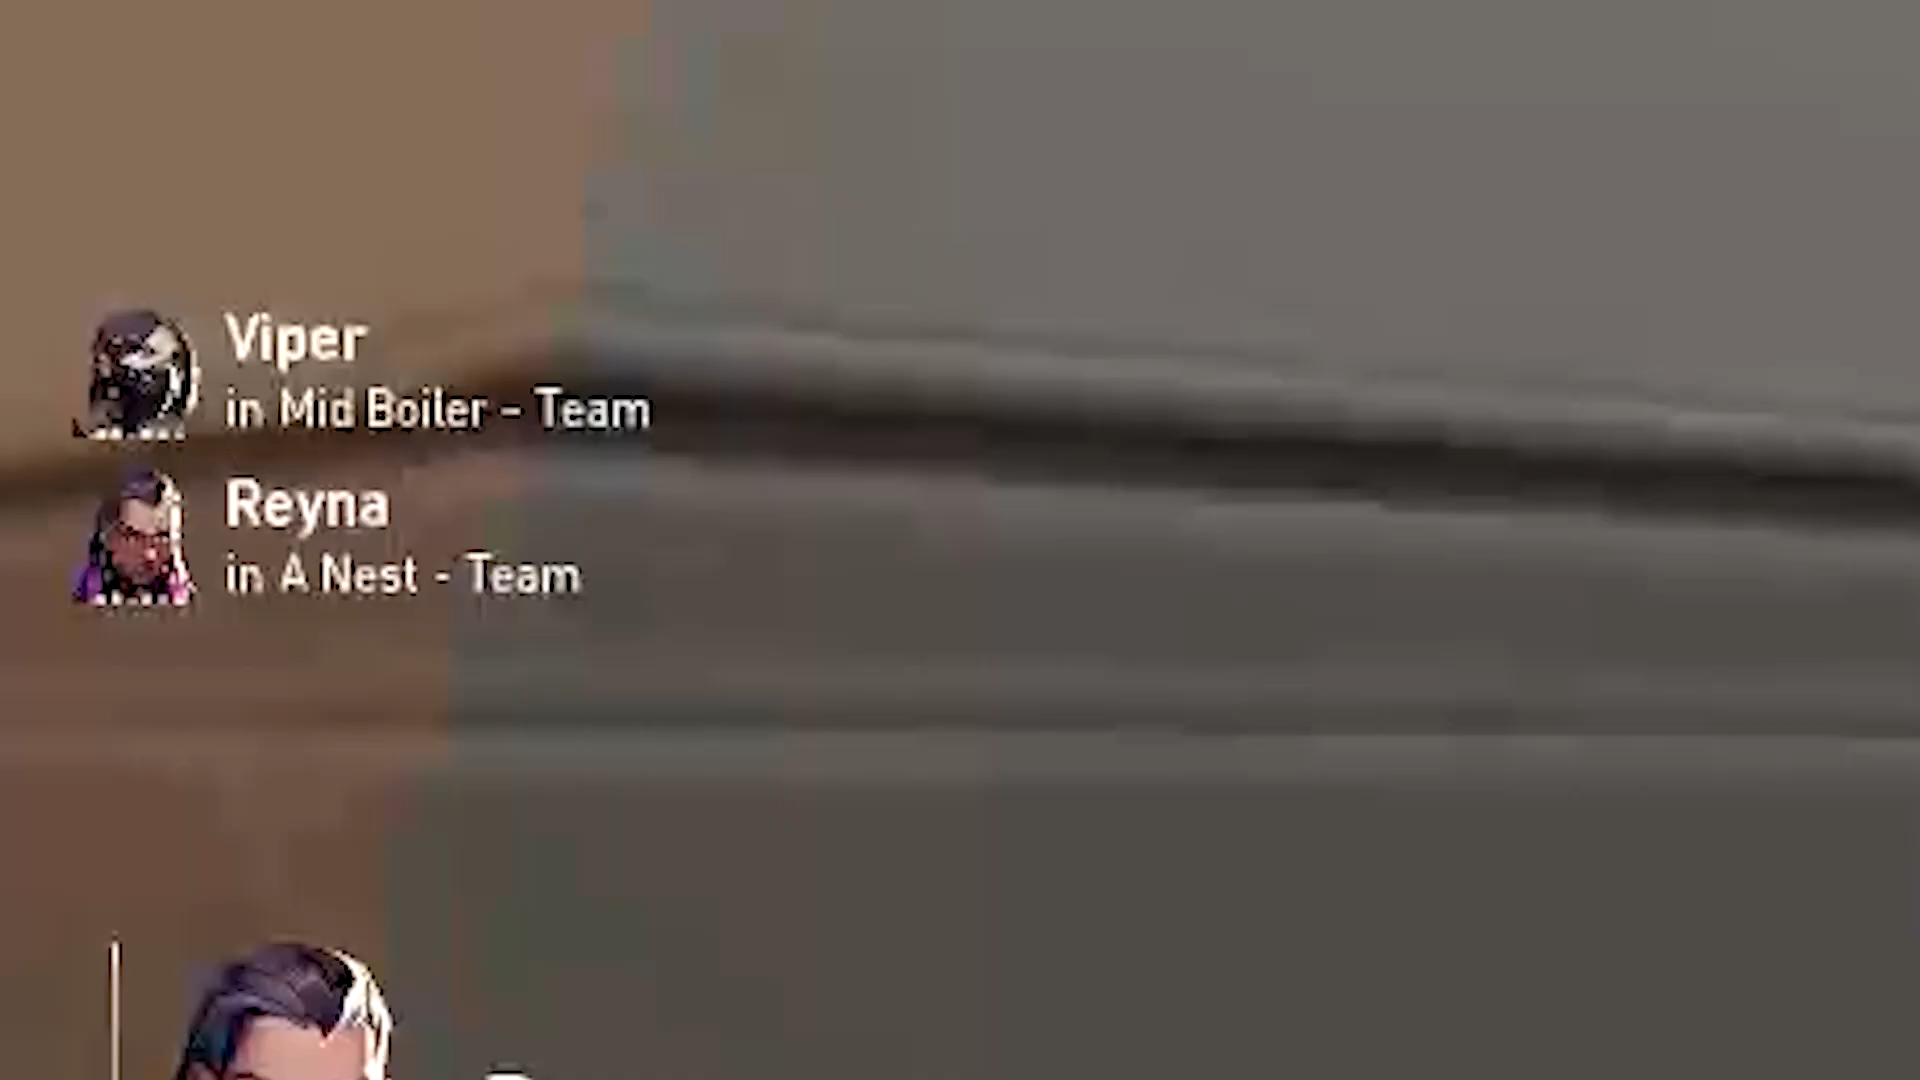 Viper
in Mid Boiler - Team
Reyna
in A Nest - Team